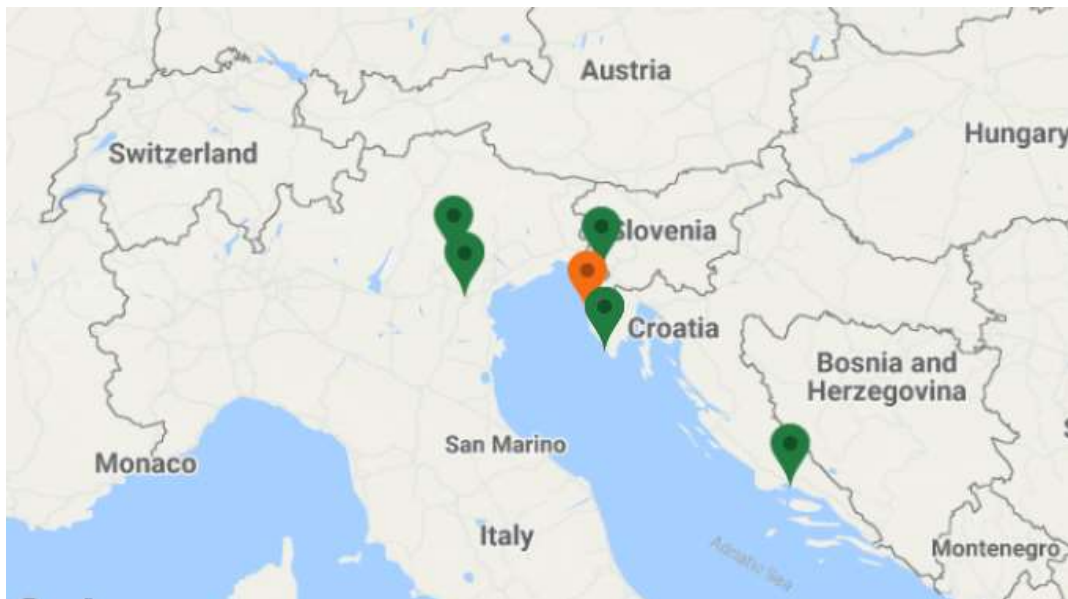 Austria
Hungary
Switzerland
Slovenia
Croatia
Bosnia and
Herzegovina
San Marino
Monaco
Italy
Adriatic Sea
Montenegro